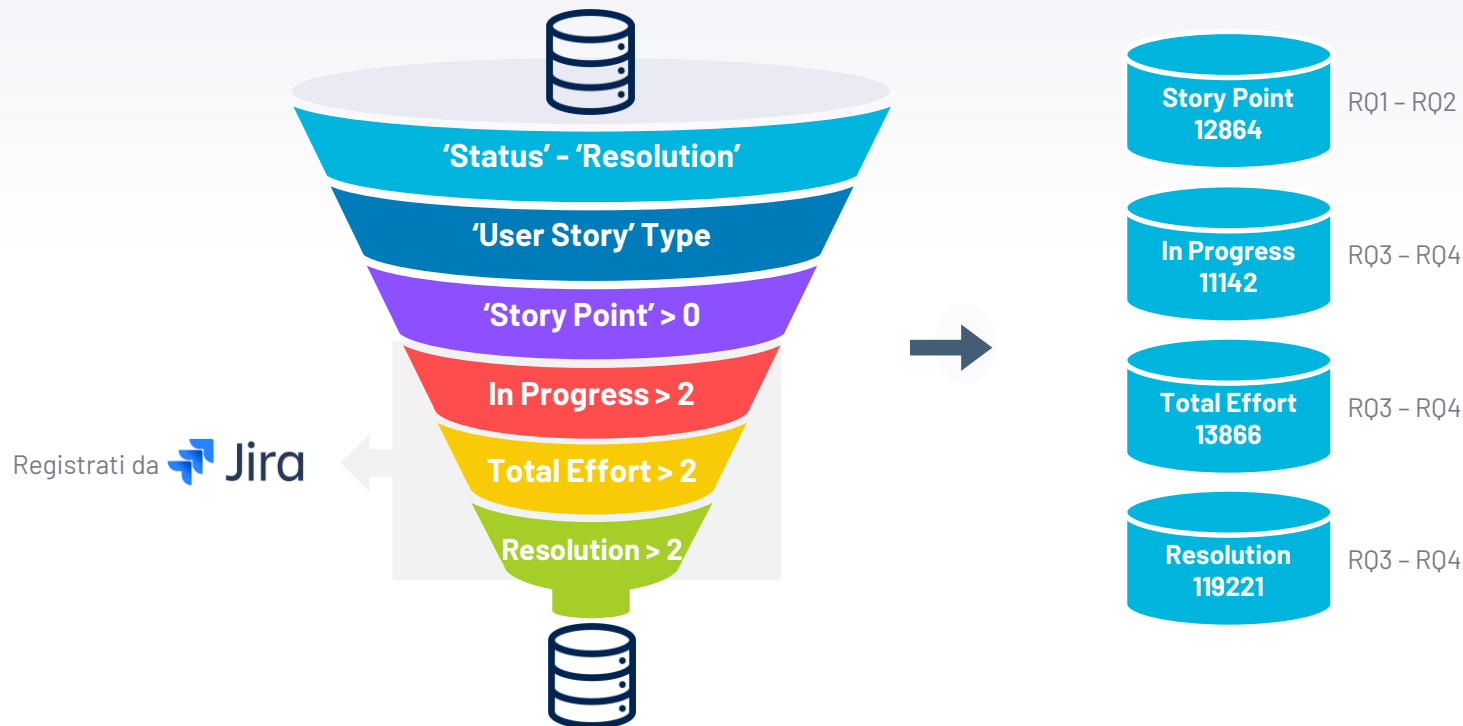 ‘Status’ - ‘Resolution’
‘User Story’ Type
‘Story Point’ > 0
In Progress > 2
Total Effort > 2
Resolution > 2
Registrati da Jira
Story Point
12864
RQ1 – RQ2
In Progress
11142
RQ3 – RQ4
Total Effort
13866
RQ3 – RQ4
Resolution
119221
RQ3 – RQ4